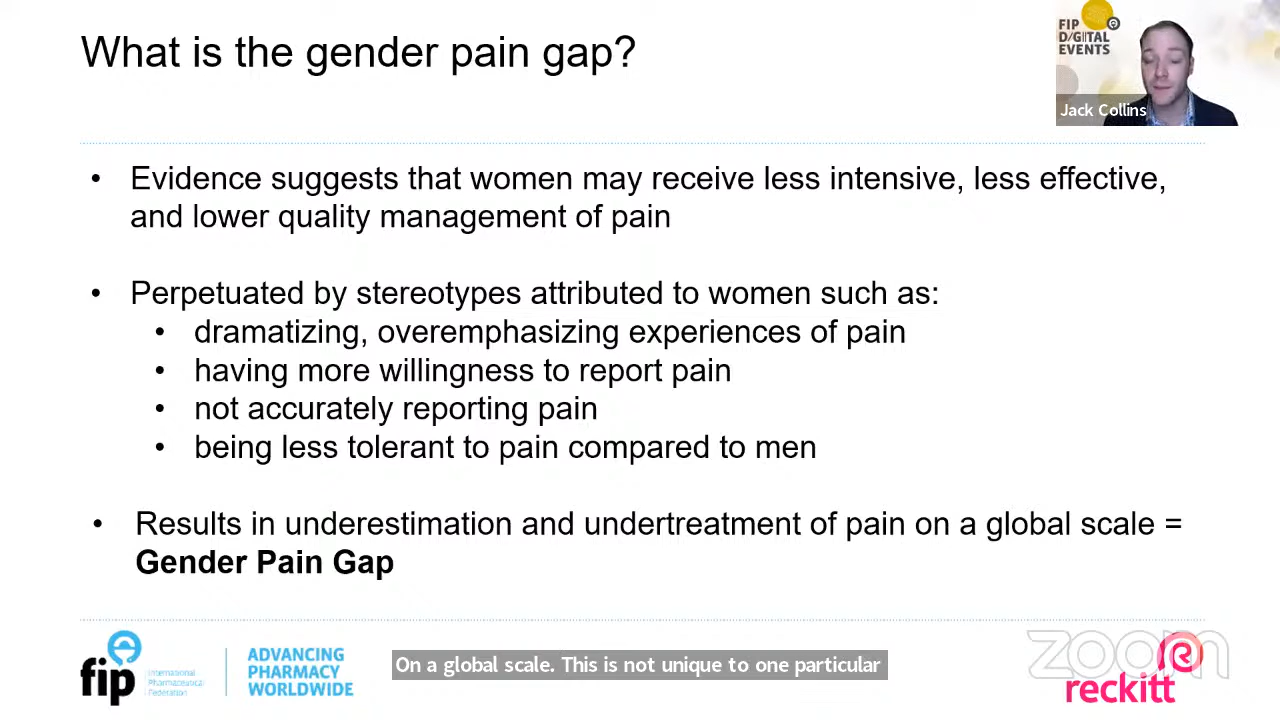 What is the gender pain gap?
FIP
DIGITAL
EVENTS
Jack Collins
• Evidence suggests that women may receive less intensive, less effective,
and lower quality management of pain
• Perpetuated by stereotypes attributed to women such as:
• dramatizing, overemphasizing experiences of pain
• having more willingness to report pain
• not accurately reporting pain
• being less tolerant to pain compared to men
• Results in underestimation and undertreatment of pain on a global scale =
Gender Pain Gap
fip
International
Pharmaceutical
Federation
ADVANCING
PHARMACY
WORLDWIDE
On a global scale. This is not unique to one particular
zoom
reckitt